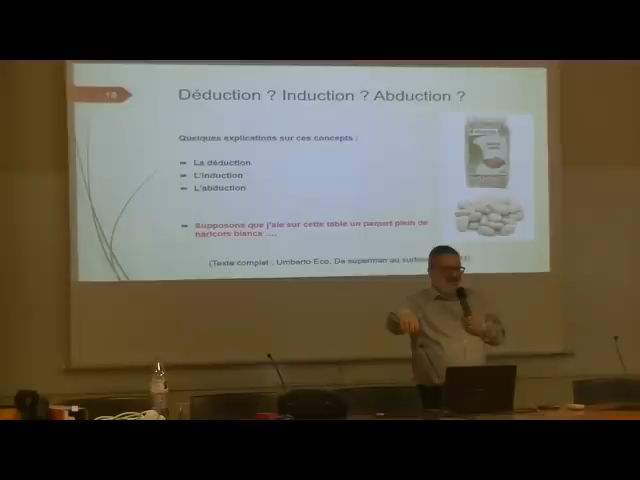 18
Déduction ? Induction ? Abduction ?
Quelques explications sur ces concepts :
La déduction
L'induction
L'abduction
Supposons que j'aie sur cette table un paquet plein de
haricots blancs ….
(Texte complet : Umberto Eco. De superman au